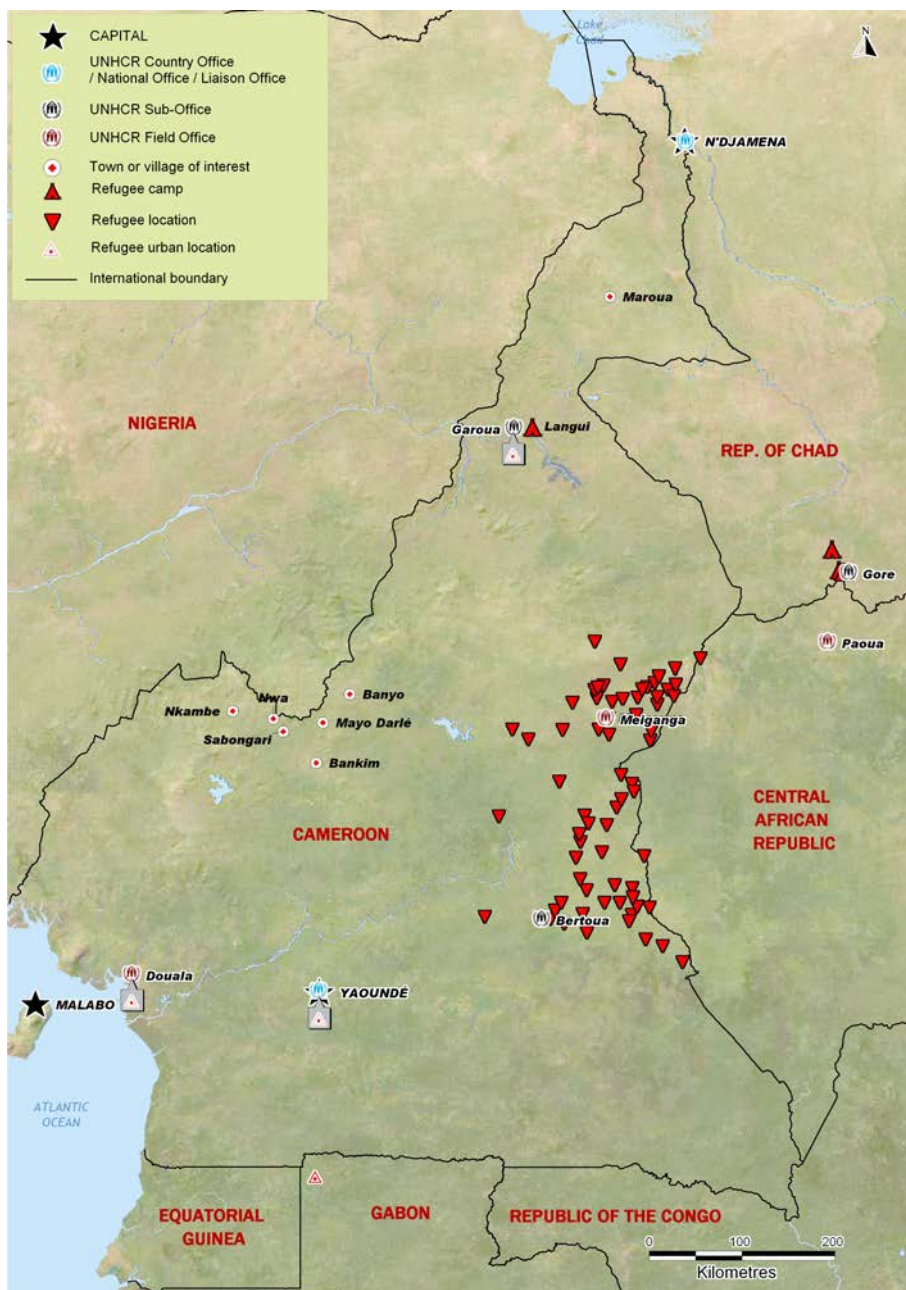 CAPITAL
UNHCR Country Office
/ National Office / Liaison Office
UNHCR Sub-Office
UNHCR Field Office
Town or village of interest
Refugee camp
Refugee location
Refugee urban location
International boundary
Lake
Chad
N
N'DJAMENA
Maroua
NIGERIA
Garoua
Langui
REP. OF CHAD
Gore
Paoua
Banyo
Nkambe
Nwa
Mayo Darlé
Meiganga
Sabongari
Bankim
CENTRAL
AFRICAN
REPUBLIC
CAMEROON
Bertoua
Douala
YAOUNDÉ
MALABO
ATLANTIC
OCEAN
EQUATORIAL
GUINEA
GABON
REPUBLIC OF THE CONGO
0 100 200
Kilometres